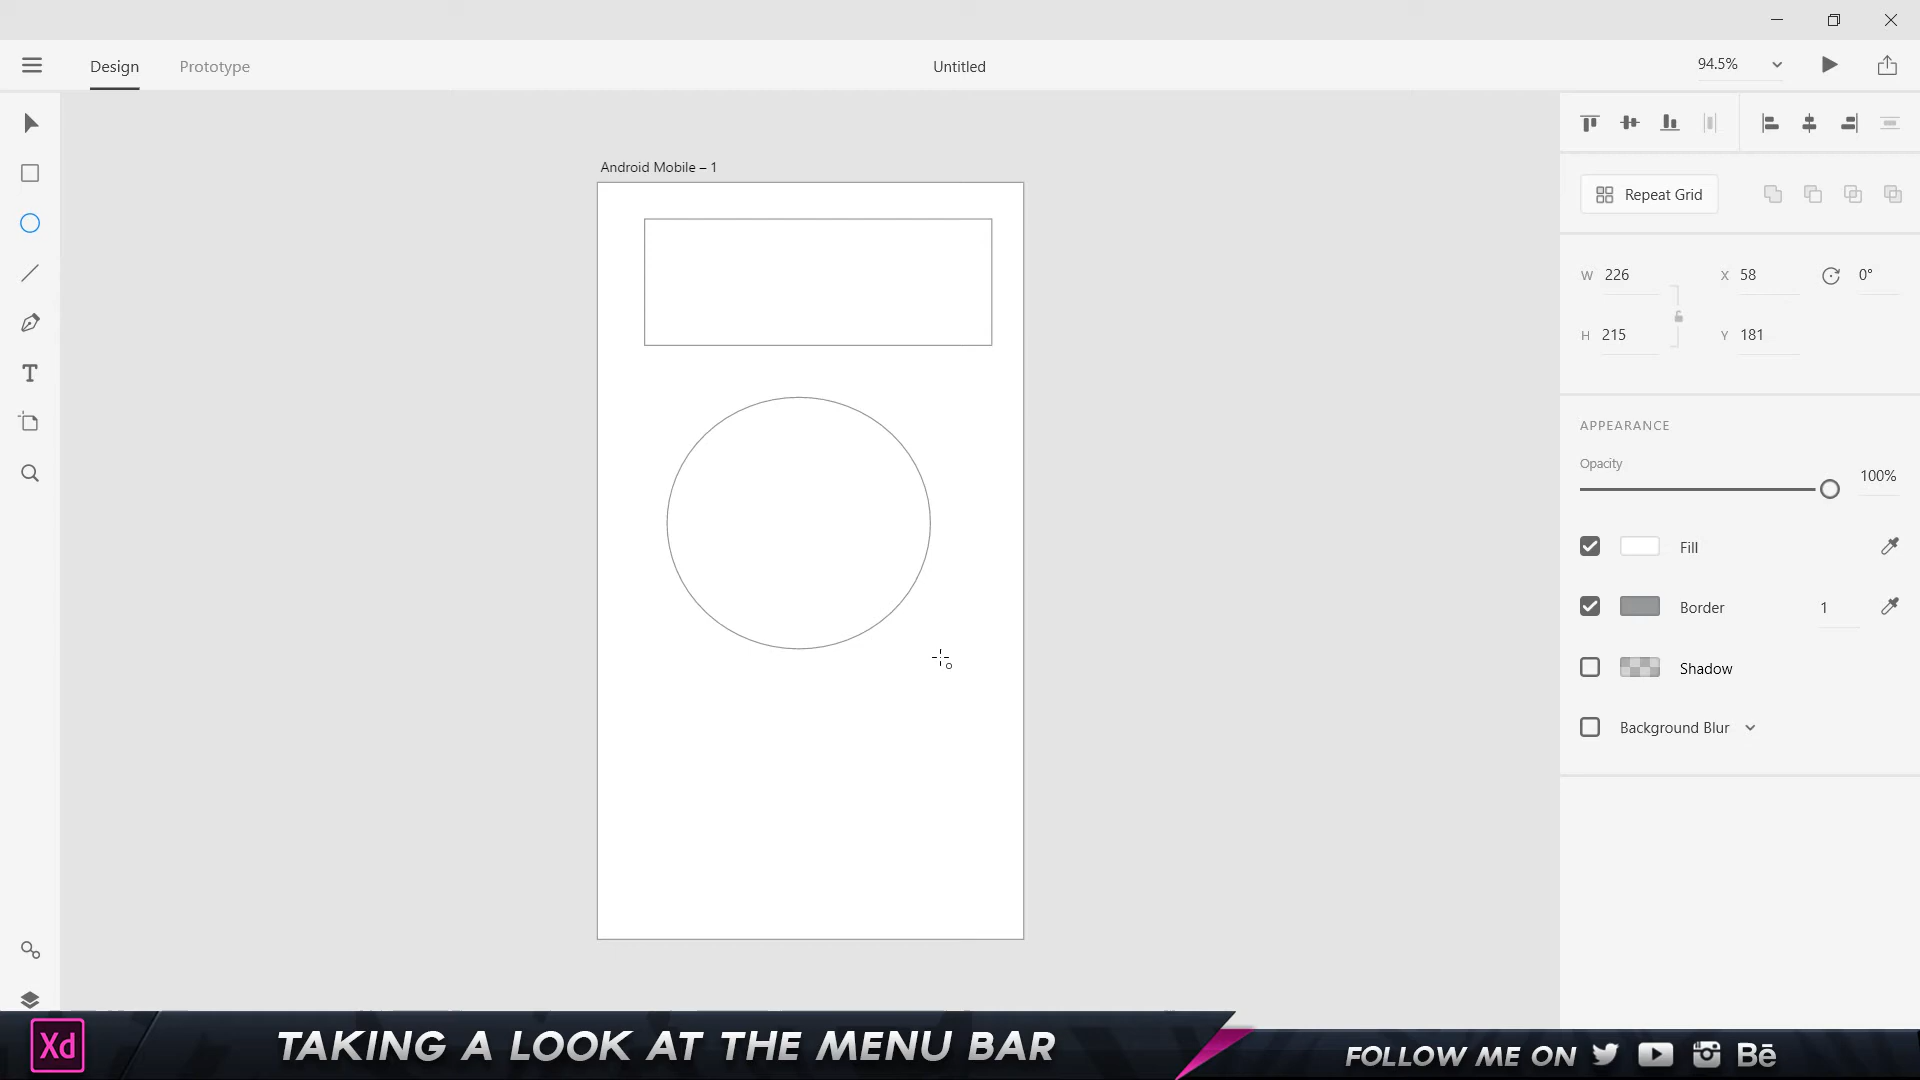 Design
Prototype
Untitled
94.5%
Android Mobile – 1
Repeat Grid
W 226
X 58
0°
H 215
Y 181
APPEARANCE
Opacity
100%
Fill
Border
1
Shadow
Background Blur
T
Xd
TAKING A LOOK AT THE MENU BAR
FOLLOW ME ON
Bē